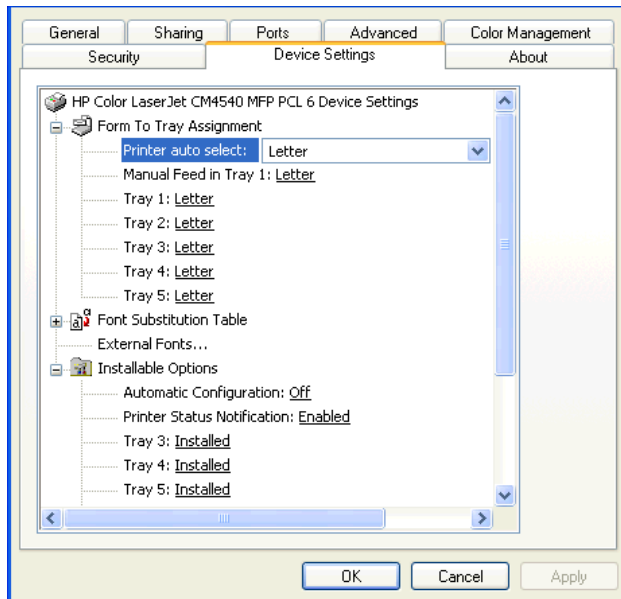 General Sharing Ports Advanced Color Management
Security Device Settings About
HP Color LaserJet CM4540 MFP PCL 6 Device Settings
Form To Tray Assignment
Printer auto select: Letter
Manual Feed in Tray 1: Letter
Tray 1: Letter
Tray 2: Letter
Tray 3: Letter
Tray 4: Letter
Tray 5: Letter
Font Substitution Table
External Fonts...
Installable Options
Automatic Configuration: Off
Printer Status Notification: Enabled
Tray 3: Installed
Tray 4: Installed
Tray 5: Installed
OK Cancel Apply